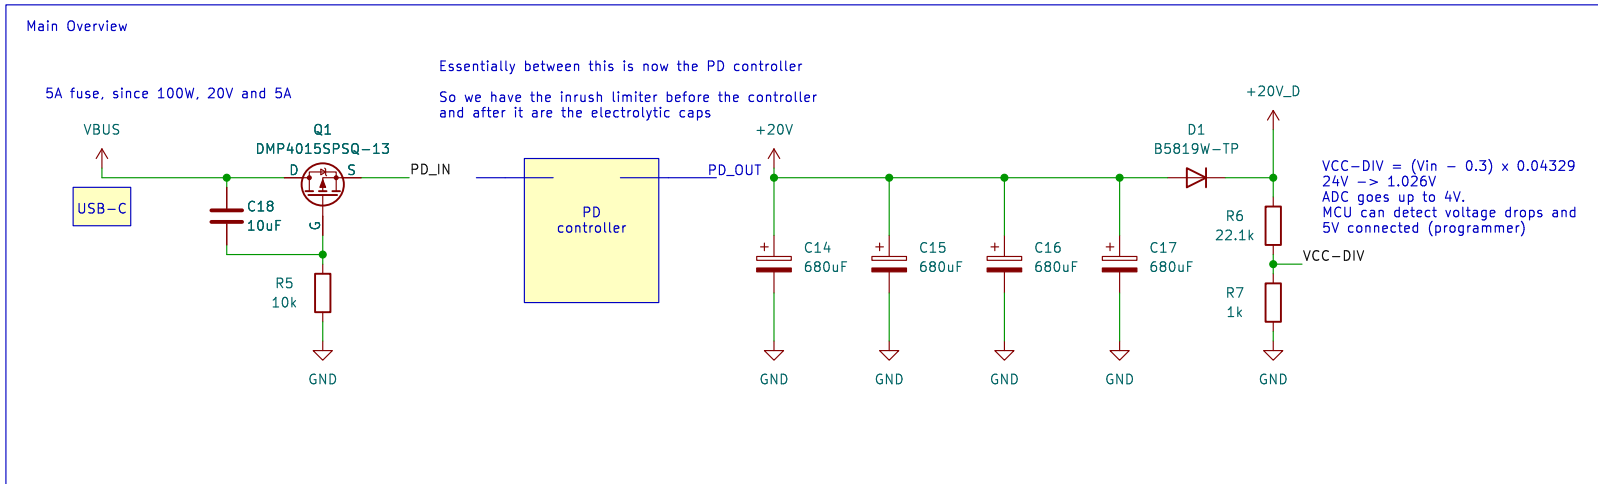 Main Overview
Essentially between this is now the PD controller
5A fuse, since 100W, 20V and 5A
So we have the inrush limiter before the controller
and after it are the electrolytic caps
VBUS
Q1
DMP4015SPSQ-13
D
S
G
PD_IN
USB-C
C18
10uF
R5
10k
GND
PD
controller
PD_OUT
+20V
C14
680uF
GND
C15
680uF
GND
C16
680uF
GND
C17
680uF
GND
D1
B5819W-TP
+20V_D
R6
22.1k
VCC-DIV
R7
1k
GND
VCC-DIV = (Vin - 0.3) x 0.04329
24V -> 1.026V
ADC goes up to 4V.
MCU can detect voltage drops and
5V connected (programmer)